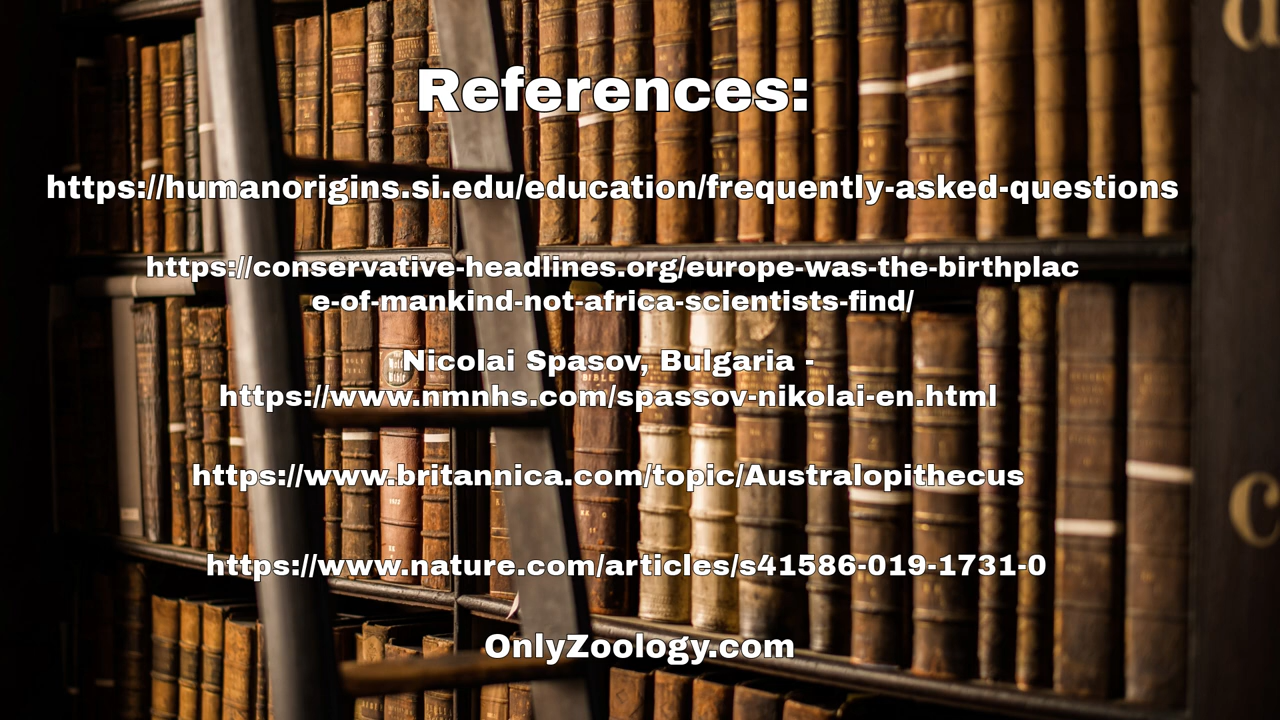 References:
https://humanorigins.si.edu/education/frequently-asked-questions
https://conservative-headlines.org/europe-was-the-birthplac
e-of-mankind-not-africa-scientists-find/
Nicolai Spasov, Bulgaria -
https://www.nmnhs.com/spassov-nikolai-en.html
BIBLE
https://www.britannica.com/topic/Australopithecus
https://www.nature.com/articles/s41586-019-1731-0
OnlyZoology.com